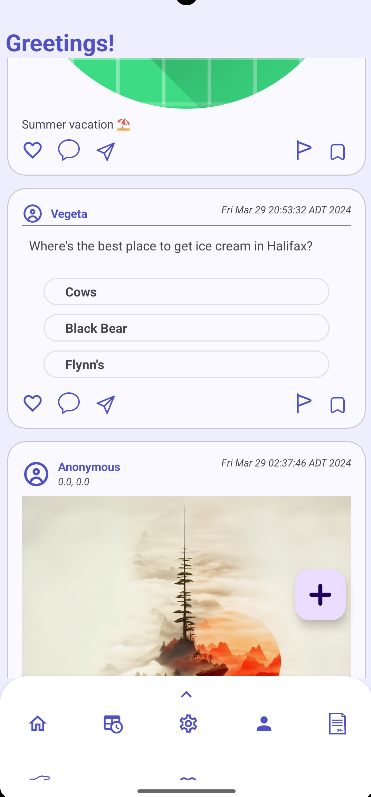 Greetings!
Summer vacation ⛱️
Vegeta
Fri Mar 29 20:53:32 ADT 2024
Where's the best place to get ice cream in Halifax?
Cows
Black Bear
Flynn's
Anonymous
Fri Mar 29 02:37:46 ADT 2024
0.0, 0.0